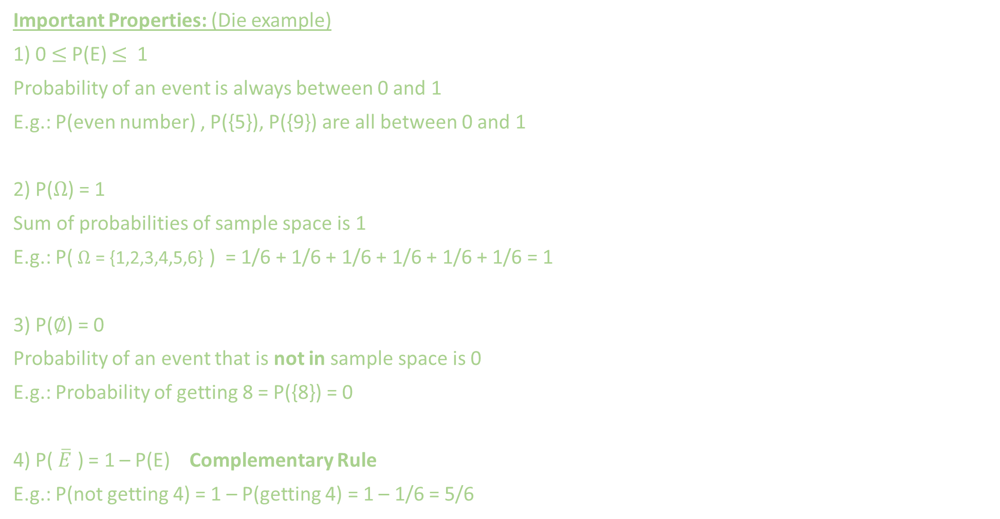 Important Properties: (Die example)
1) 0 ≤ P(E) ≤ 1
Probability of an event is always between 0 and 1
E.g.: P(even number) , P({5}), P({9}) are all between 0 and 1
2) P(Ω) = 1
Sum of probabilities of sample space is 1
E.g.: P( Ω = {1,2,3,4,5,6} ) = 1/6 + 1/6 + 1/6 + 1/6 + 1/6 + 1/6 = 1
3) P(∅) = 0
Probability of an event that is not in sample space is 0
E.g.: Probability of getting 8 = P({8}) = 0
4) P( E̅ ) = 1 – P(E) Complementary Rule
E.g.: P(not getting 4) = 1 – P(getting 4) = 1 – 1/6 = 5/6